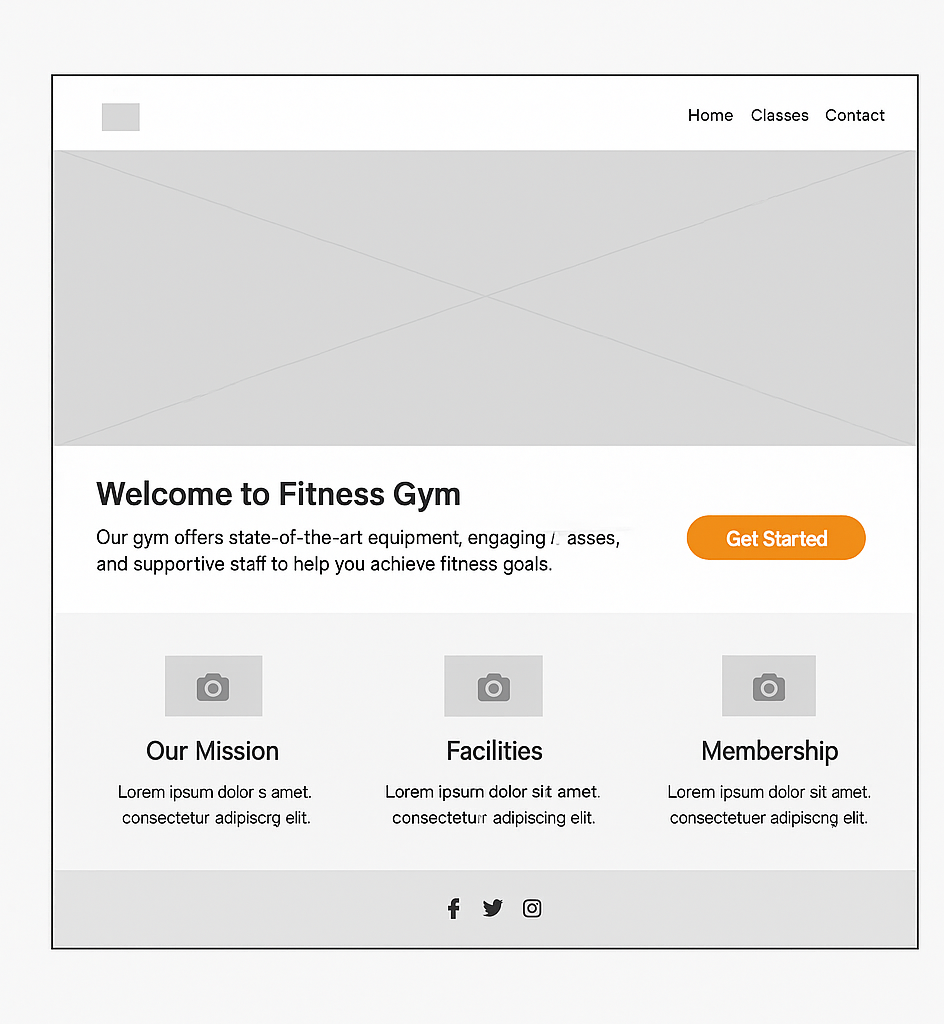 Home Classes Contact
Welcome to Fitness Gym
Our gym offers state-of-the-art equipment, engaging asses,
and supportive staff to help you achieve fitness goals.
Get Started
Our Mission
Lorem ipsum dolor s amet.
consectetur adipiscrg elit.
Facilities
Lorem ipsum dolor sit amet.
consectetur adipiscing elit.
Membership
Lorem ipsum dolor sit amet.
consectetuer adipiscng elit.